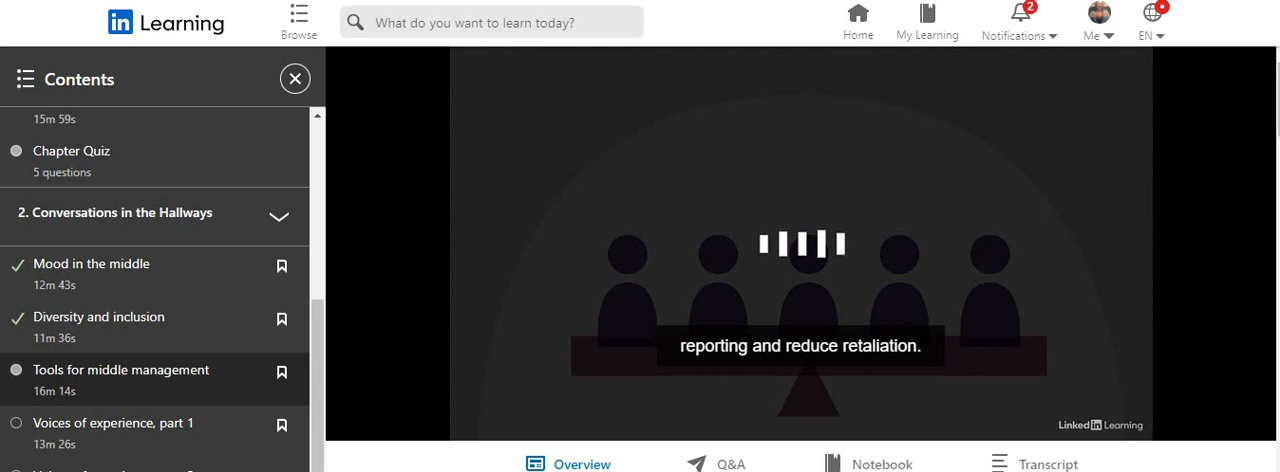 in Learning
Browse
What do you want to learn today?
Home
My Learning
2
Notifications
Me
EN
Contents
15m 59s
Chapter Quiz
5 questions
2. Conversations in the Hallways
Mood in the middle
12m 43s
Diversity and inclusion
11m 36s
Tools for middle management
16m 14s
Voices of experience, part 1
13m 26s
reporting and reduce retaliation.
Linked in Learning
Overview
Q&A
Notebook
Transcript